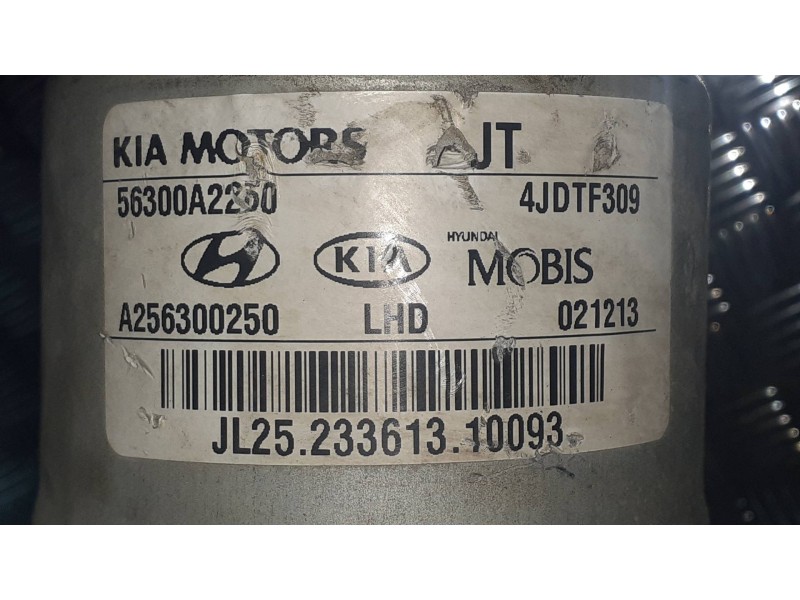 KIA MOTORS JT
56300A2250 4JDTF309
KIA HYUNDAI MOBIS
A256300250 LHD 021213
JL25.233613.10093